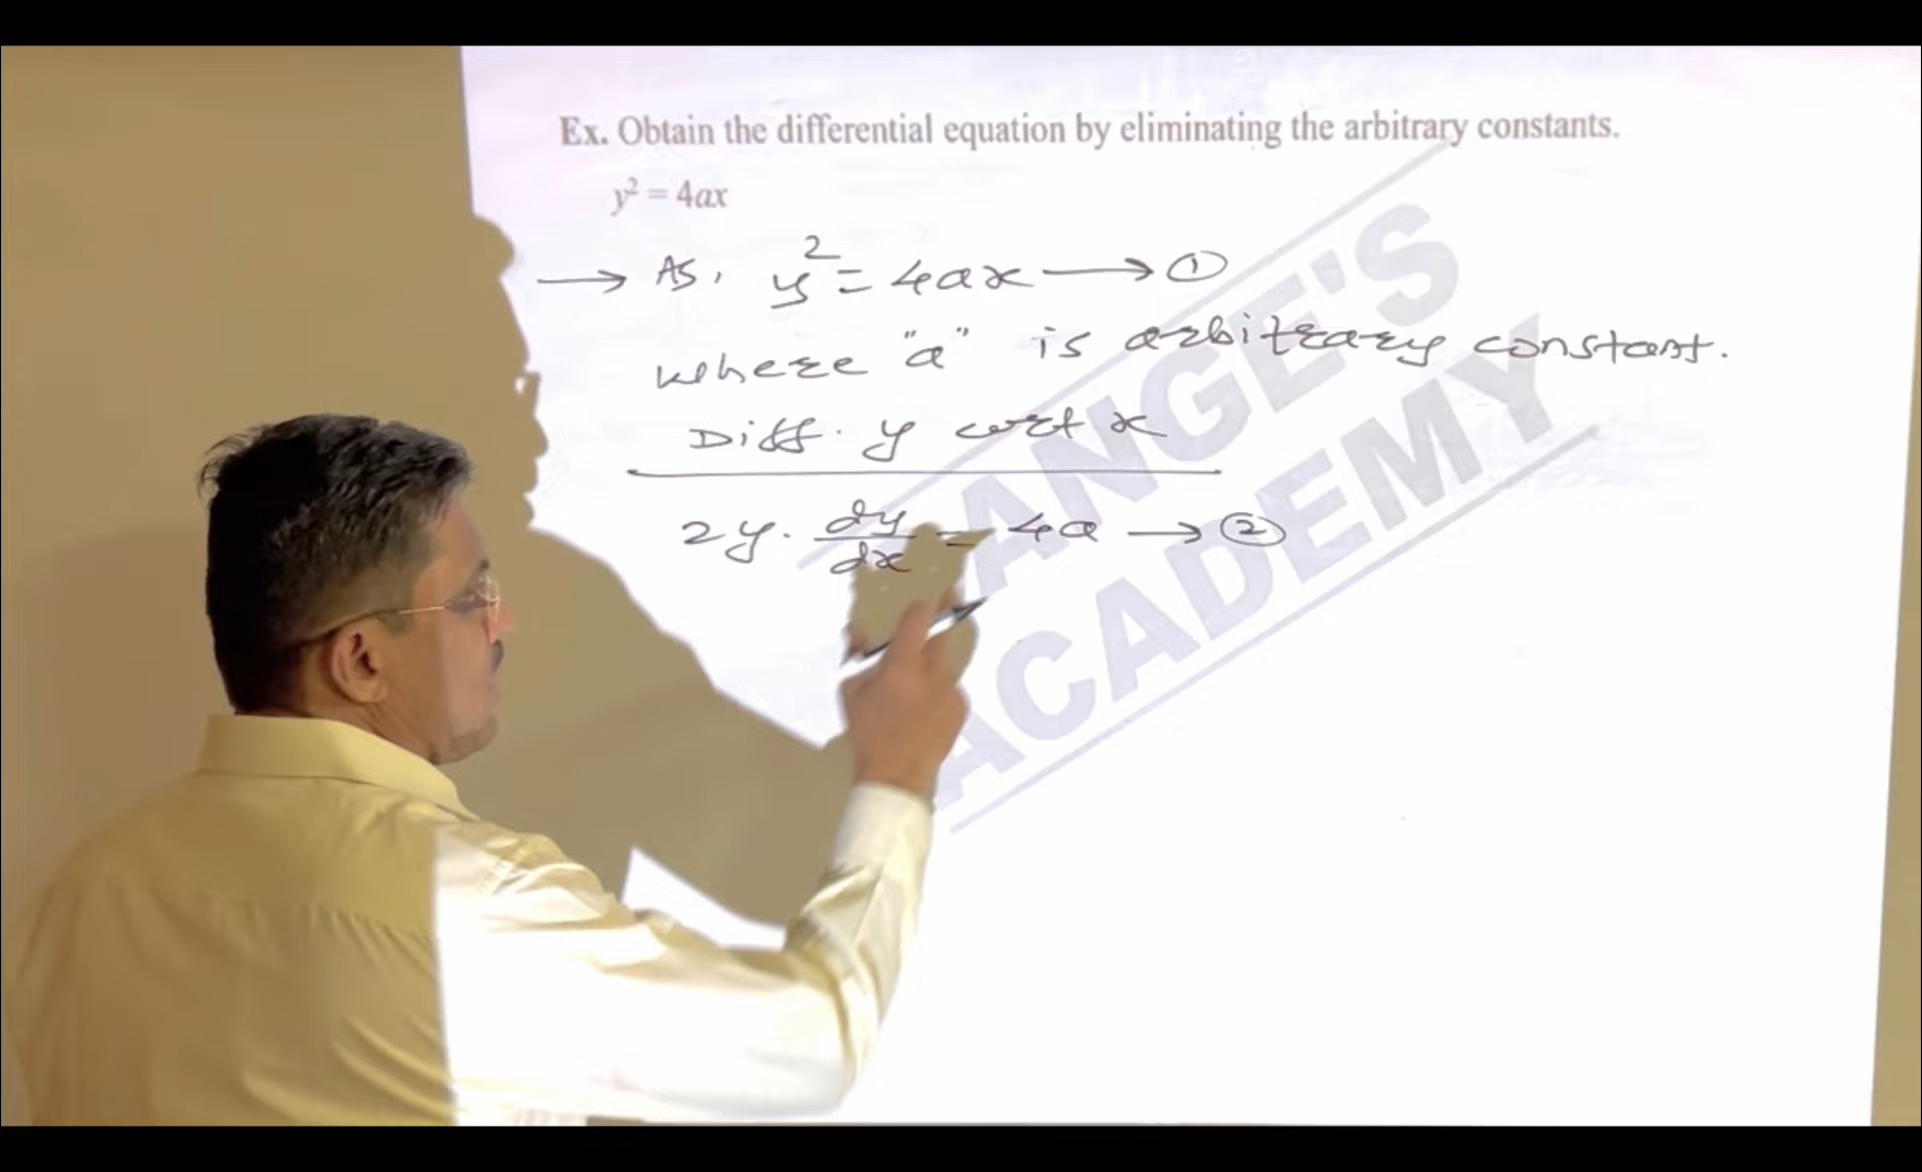 Ex. Obtain the differential equation by eliminating the arbitrary constants.
y² = 4ax
→ As, y² = 4ax → ①
where "a" is arbitrary constant.
Diff. y wrt x
2y. dy/dx = 4a → ②
ANGE'S
ACADEMY